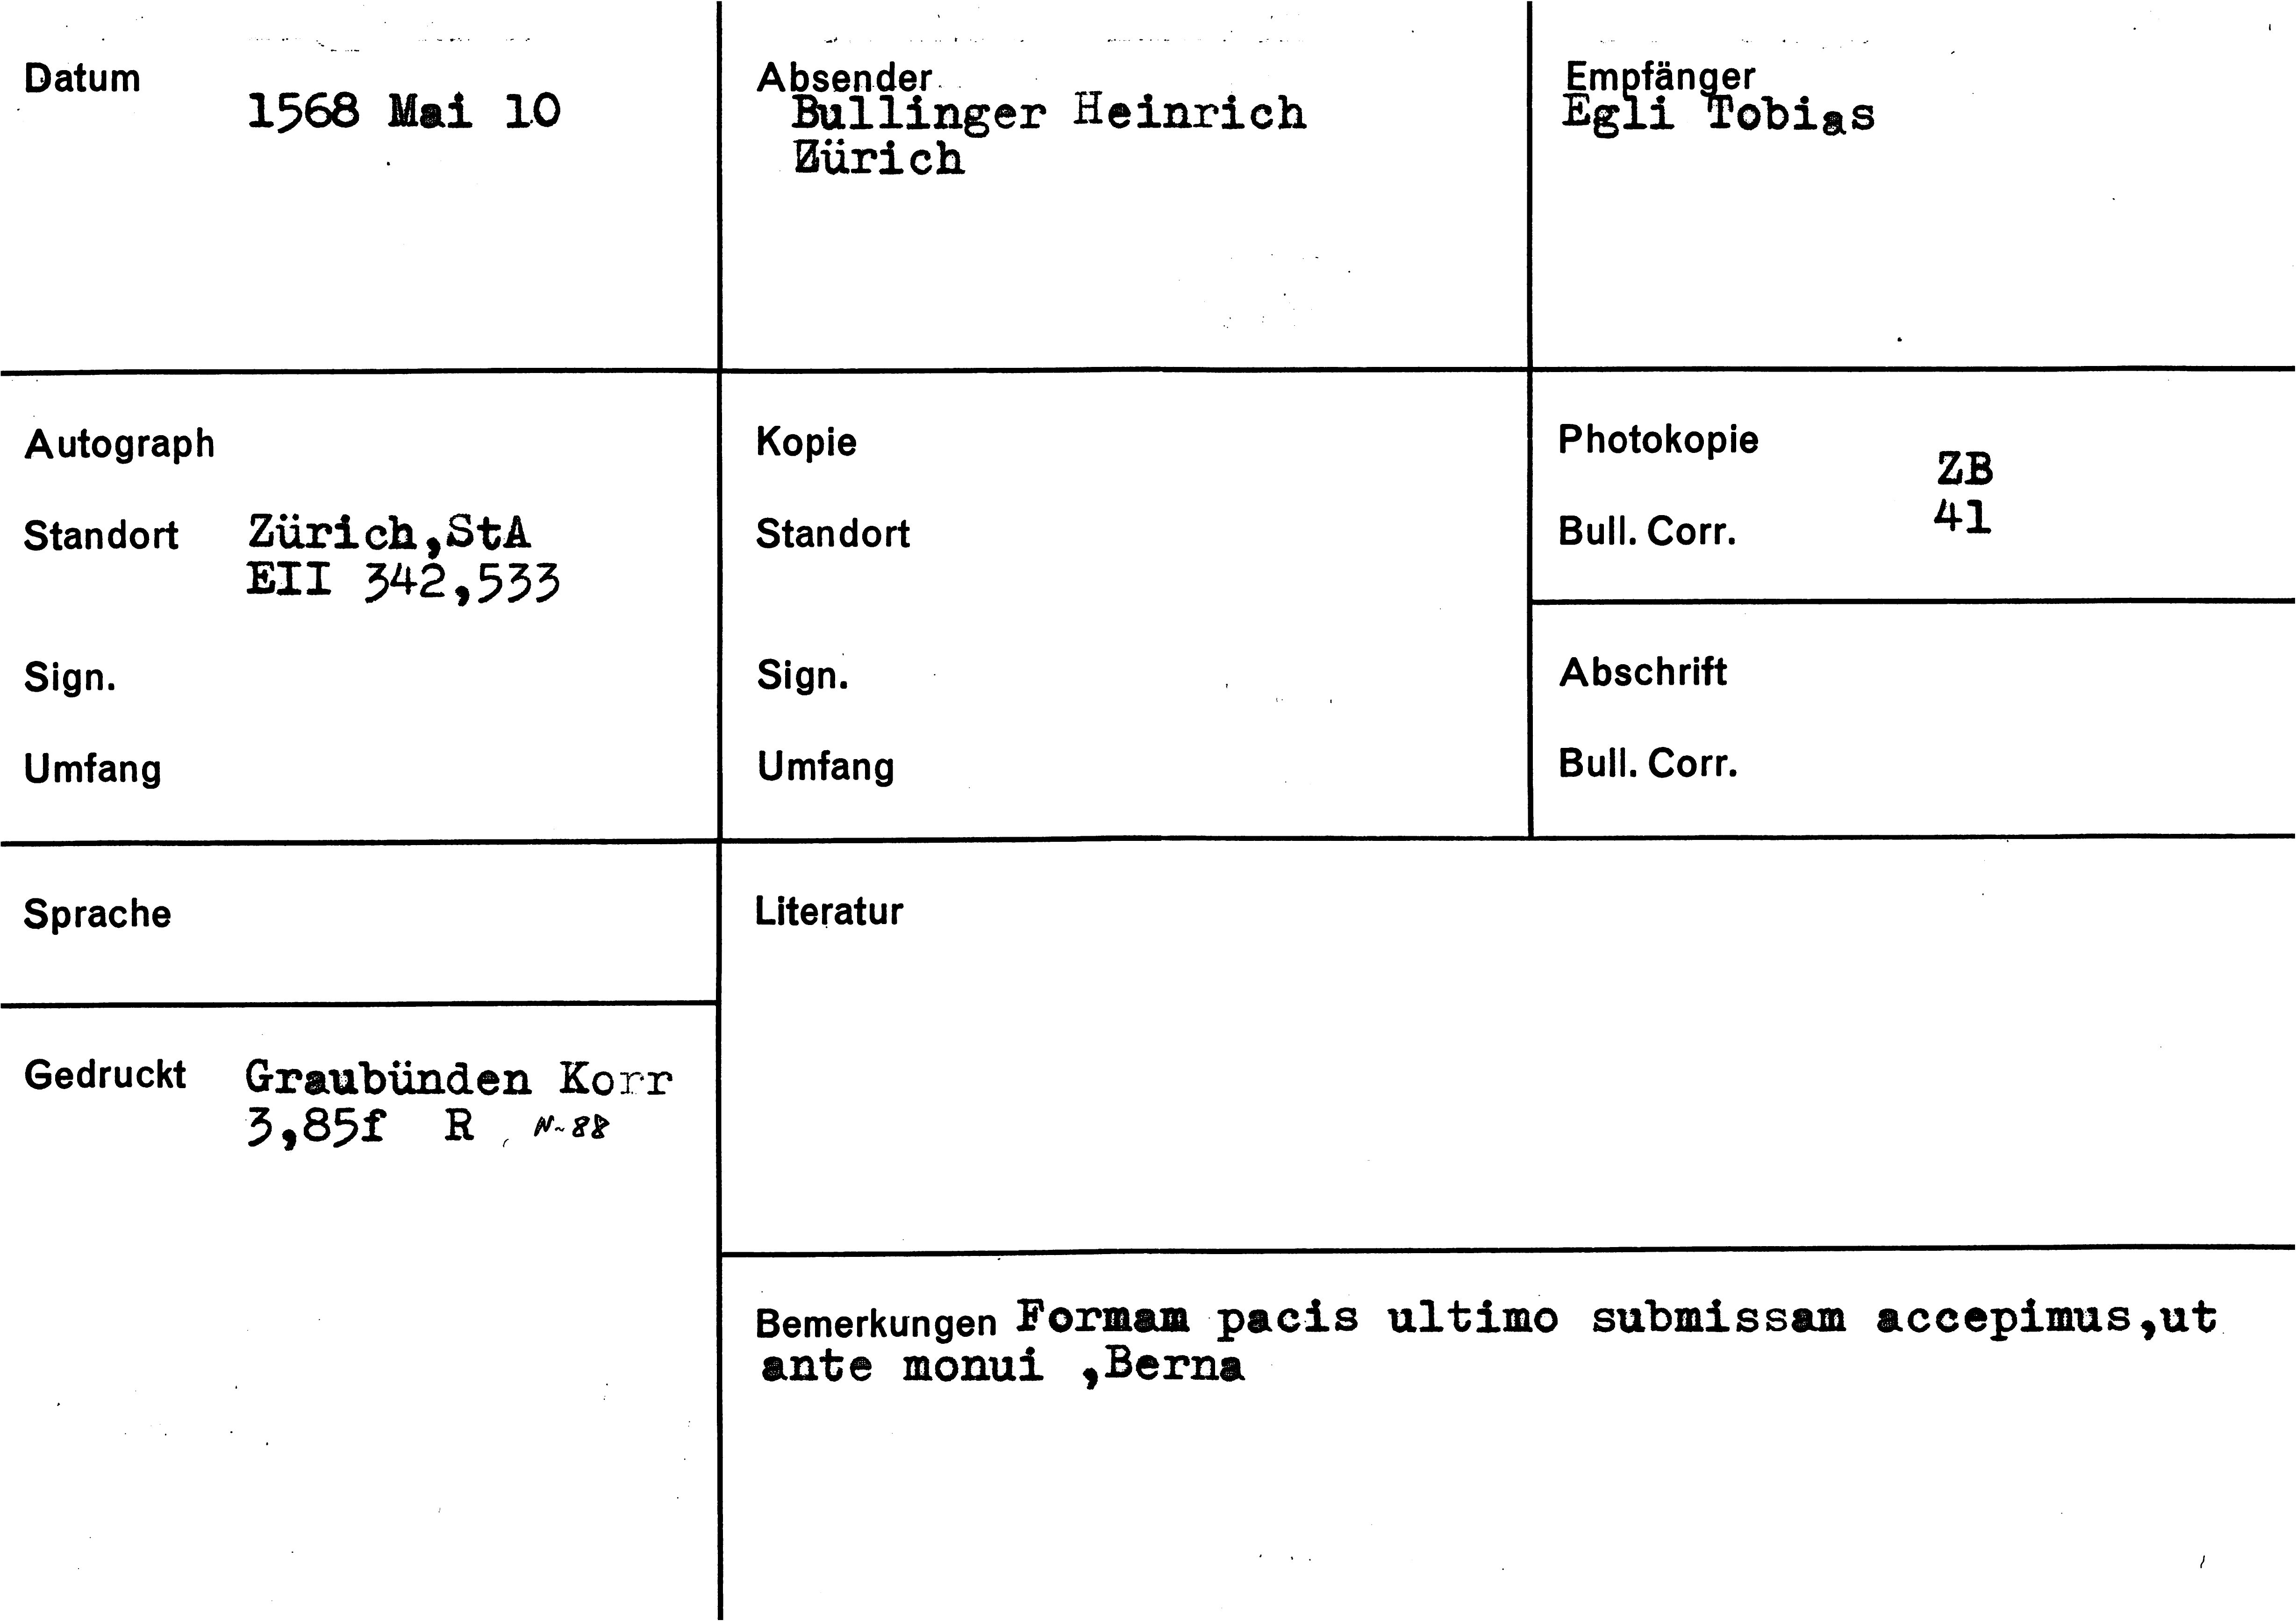 Datum
1568 Mai 10
Absender
Bullinger Heinrich
Zürich
Empfänger
Egli Tobias
Autograph
Standort Zürich,StA
EII 342,533
Sign.
Umfang
Kopie
Standort
Sign.
Umfang
Photokopie ZB
Bull. Corr. 41
Abschrift
Bull. Corr.
Sprache
Literatur
Gedruckt Graubünden Korr
3,85f R N~88
Bemerkungen Formam pacis ultimo submissam accepimus,ut
ante monui ,Berna